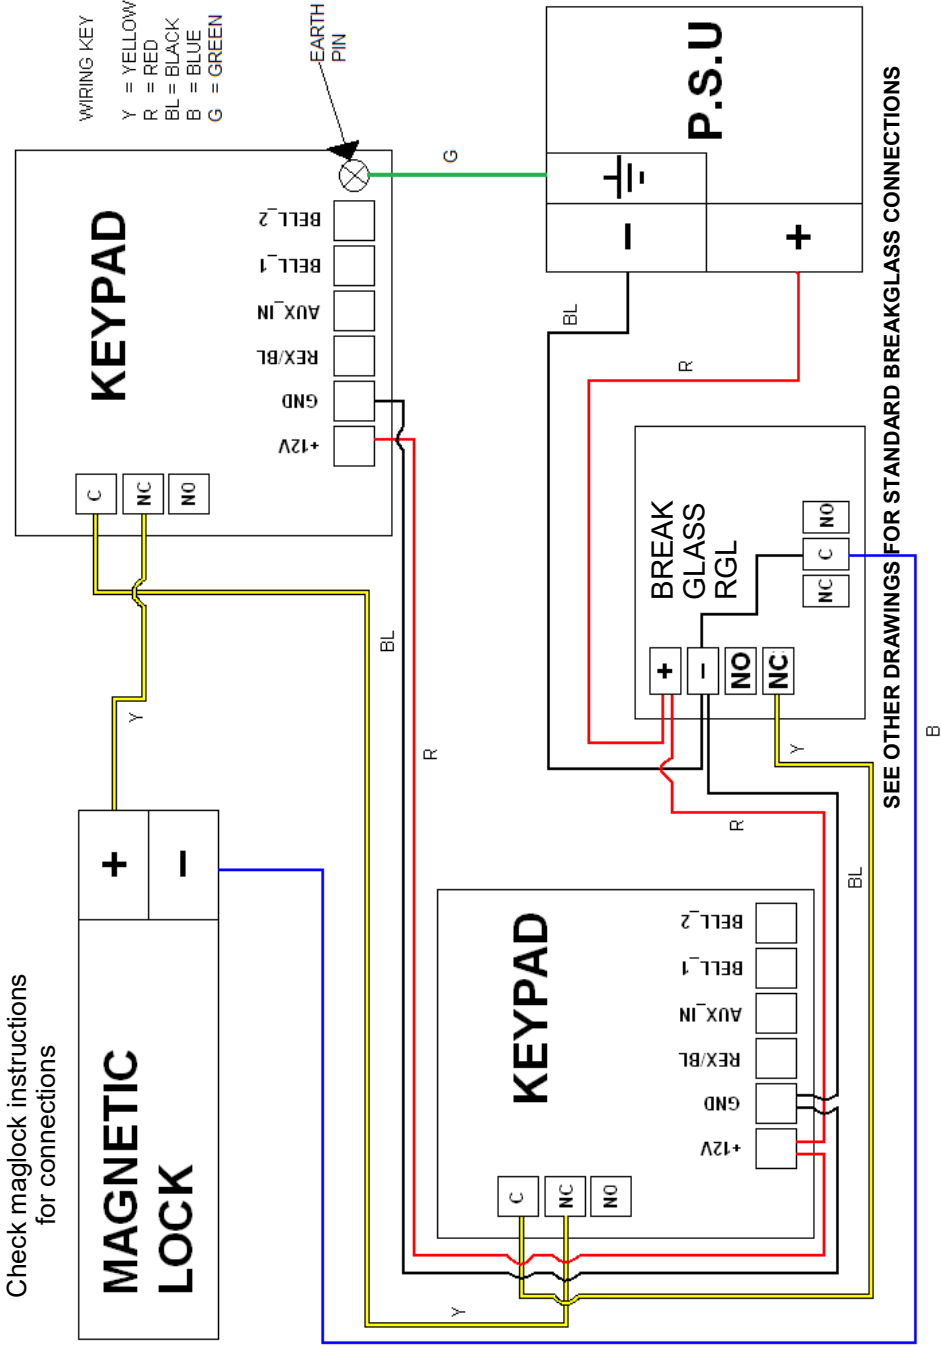 Check maglock instructions
for connections
MAGNETIC
LOCK
+
–
Y
WIRING KEY
Y = YELLOW
R = RED
BL = BLACK
B = BLUE
G = GREEN
KEYPAD
C
NC
NO
+12V
GND
REX/BL
AUX_IN
BELL_1
BELL_2
EARTH
PIN
G
BL
R
Y
KEYPAD
C
NC
NO
+12V
GND
REX/BL
AUX_IN
BELL_1
BELL_2
P.S.U
–
+
BL
R
BREAK
GLASS
RGL
+
–
NO
NC
NC
C
NO
Y
R
BL
B
SEE OTHER DRAWINGS FOR STANDARD BREAKGLASS CONNECTIONS